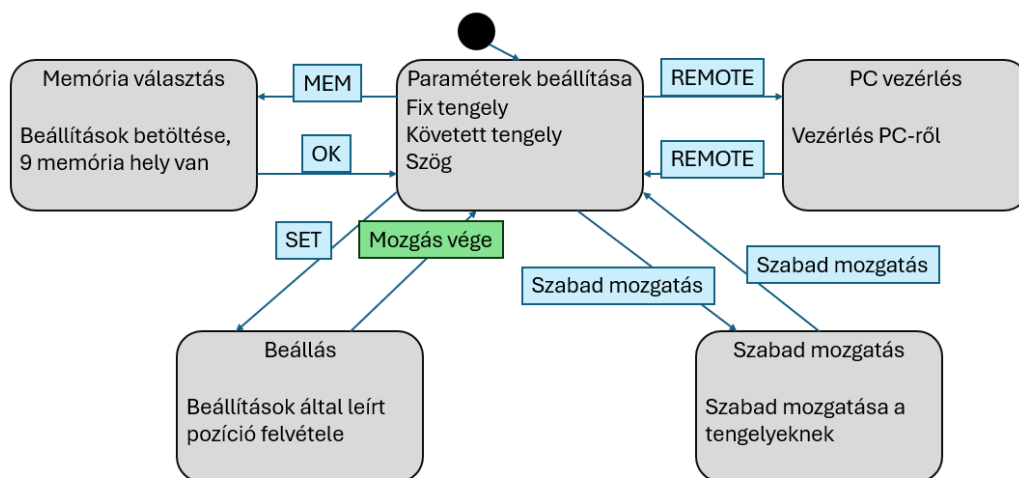 Memória választás
Beállítások betöltése,
9 memória hely van
MEM
OK
Paraméterek beállítása
Fix tengely
Követett tengely
Szög
REMOTE
REMOTE
PC vezérlés
Vezérlés PC-ről
SET
Mozgás vége
Szabad mozgatás
Szabad mozgatás
Beállás
Beállítások által leírt
pozíció felvétele
Szabad mozgatás
Szabad mozgatása a
tengelyeknek